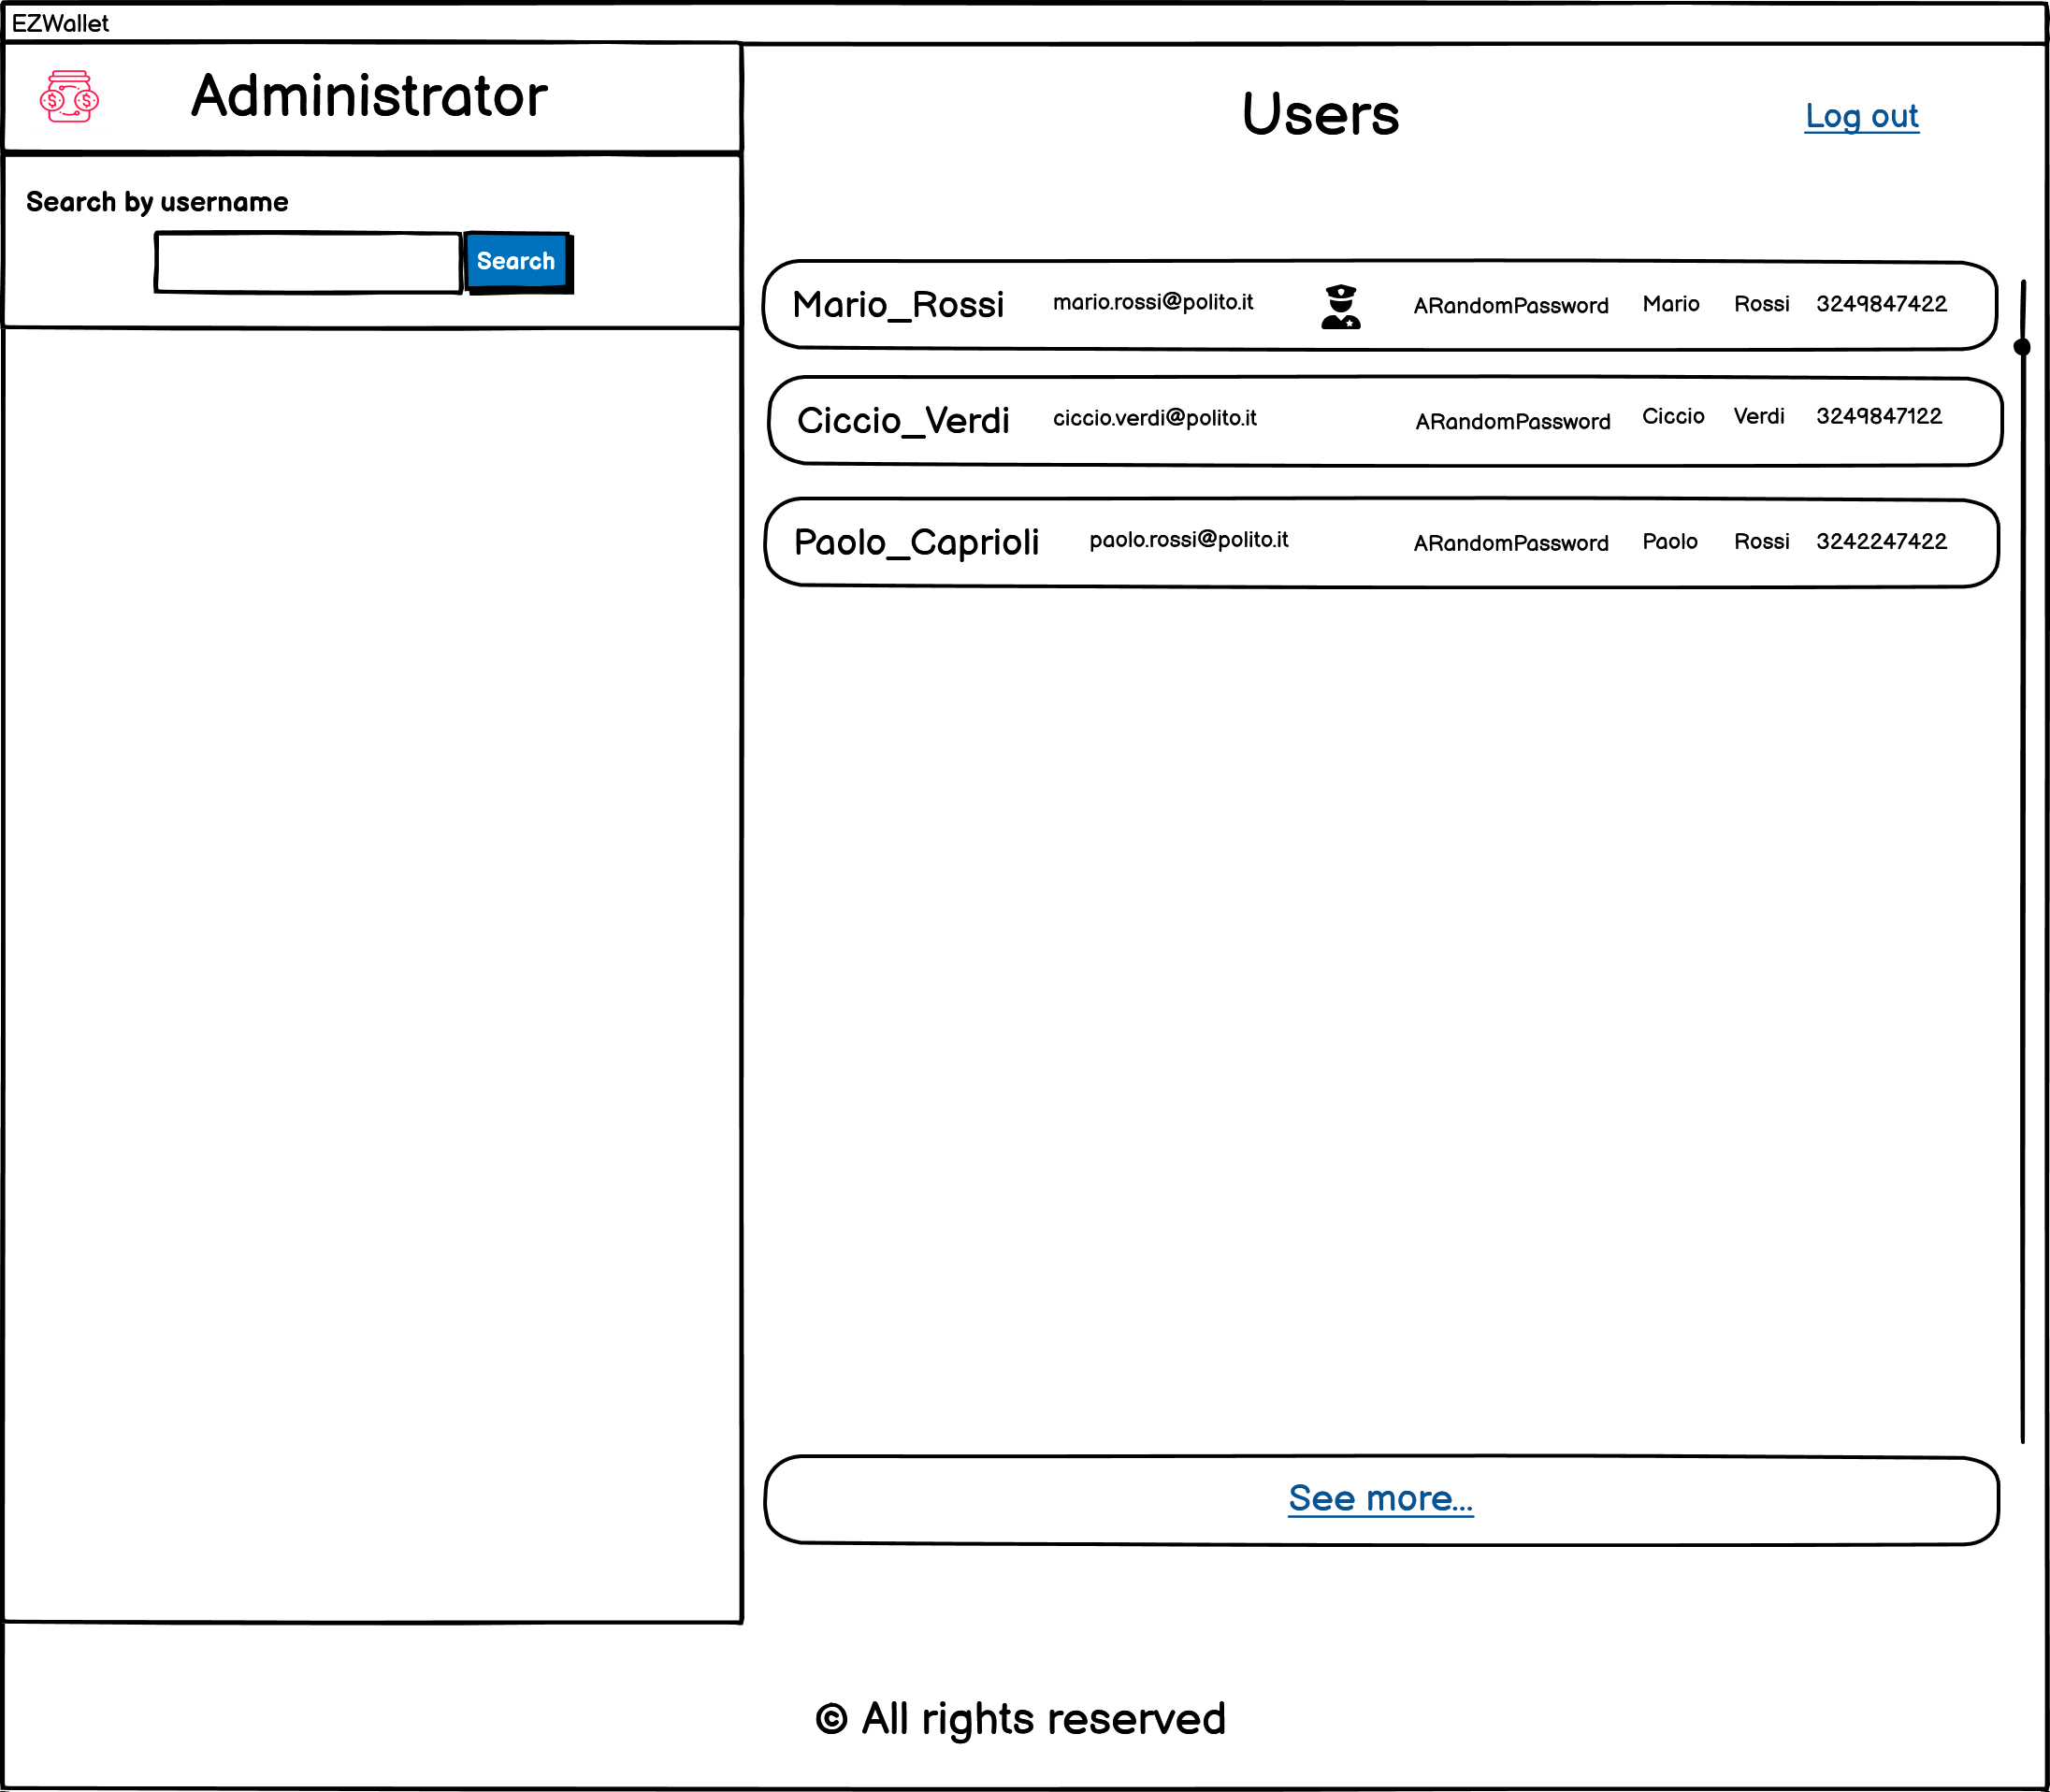 EZWallet
Administrator
Users
Log out
Search by username
Search
Mario_Rossi mario.rossi@polito.it ARandomPassword Mario Rossi 3249847422
Ciccio_Verdi ciccio.verdi@polito.it ARandomPassword Ciccio Verdi 3249847122
Paolo_Caprioli paolo.rossi@polito.it ARandomPassword Paolo Rossi 3242247422
See more...
© All rights reserved